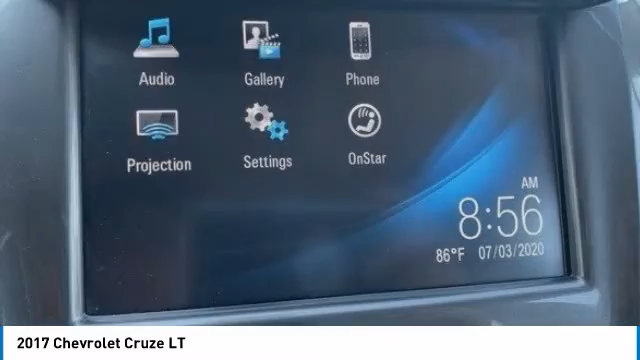 Audio Gallery Phone
Projection Settings OnStar
AM
8:56
86°F 07/03/2020
2017 Chevrolet Cruze LT